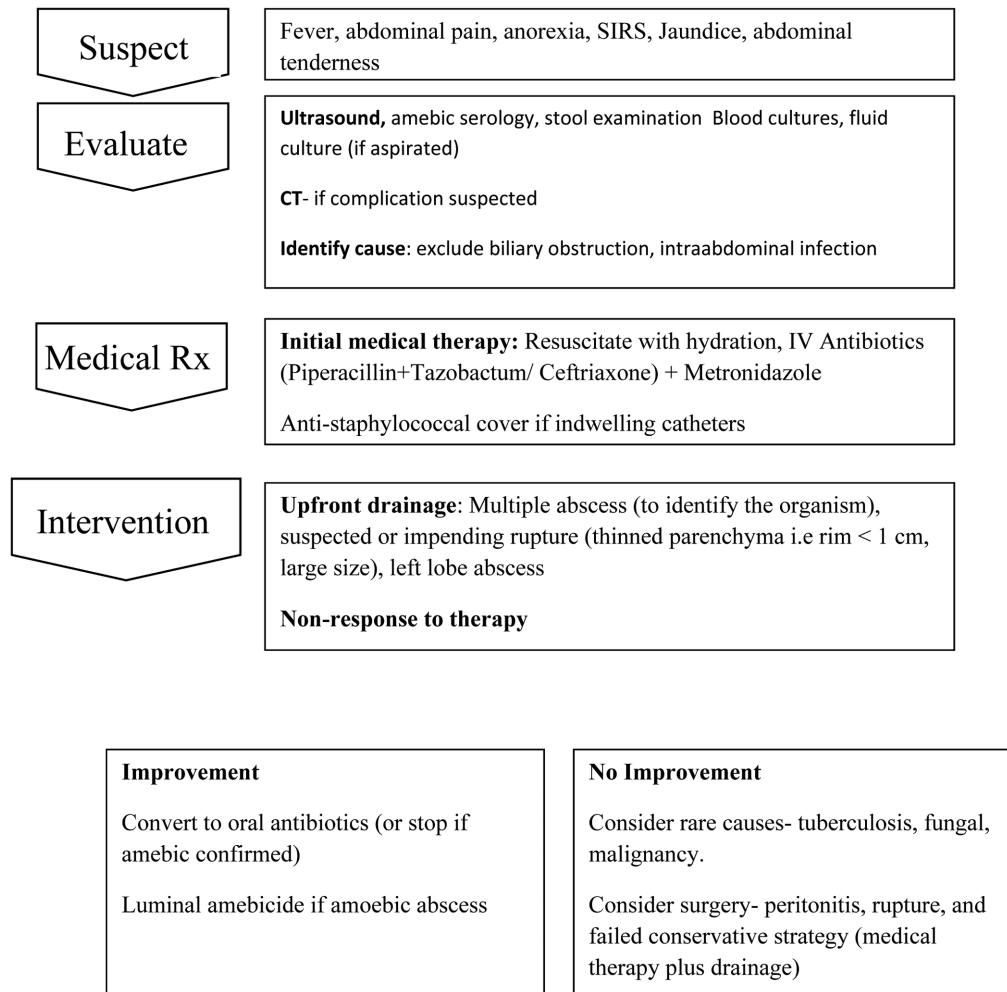 Suspect
Fever, abdominal pain, anorexia, SIRS, Jaundice, abdominal
tenderness
Evaluate
Ultrasound, amebic serology, stool examination  Blood cultures, fluid
culture (if aspirated)
CT- if complication suspected
Identify cause: exclude biliary obstruction, intraabdominal infection
Medical Rx
Initial medical therapy: Resuscitate with hydration, IV Antibiotics
(Piperacillin+Tazobactum/ Ceftriaxone) + Metronidazole
Anti-staphylococcal cover if indwelling catheters
Intervention
Upfront drainage: Multiple abscess (to identify the organism),
suspected or impending rupture (thinned parenchyma i.e rim < 1 cm,
large size), left lobe abscess
Non-response to therapy
Improvement
Convert to oral antibiotics (or stop if
amebic confirmed)
Luminal amebicide if amoebic abscess
No Improvement
Consider rare causes- tuberculosis, fungal,
malignancy.
Consider surgery- peritonitis, rupture, and
failed conservative strategy (medical
therapy plus drainage)